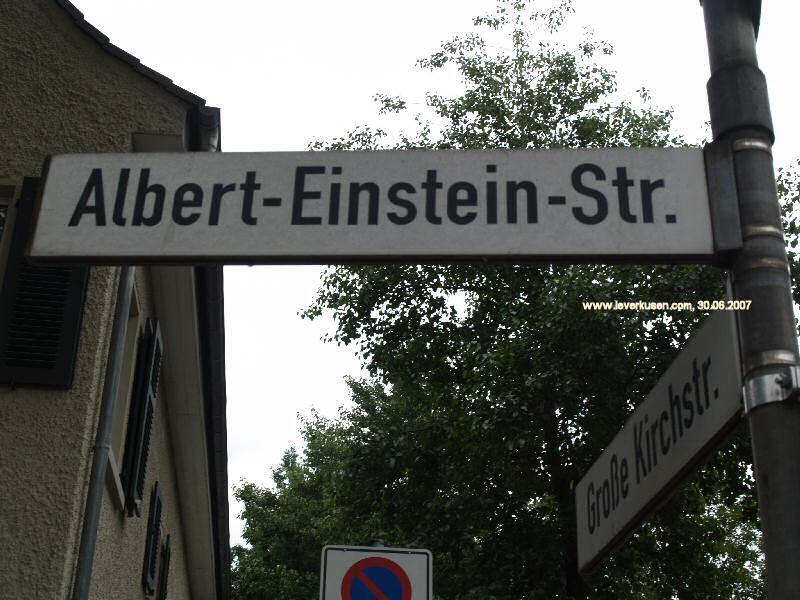 Albert-Einstein-Str.
www.leverkusen.com, 30.06.2007
Große Kirchstr.